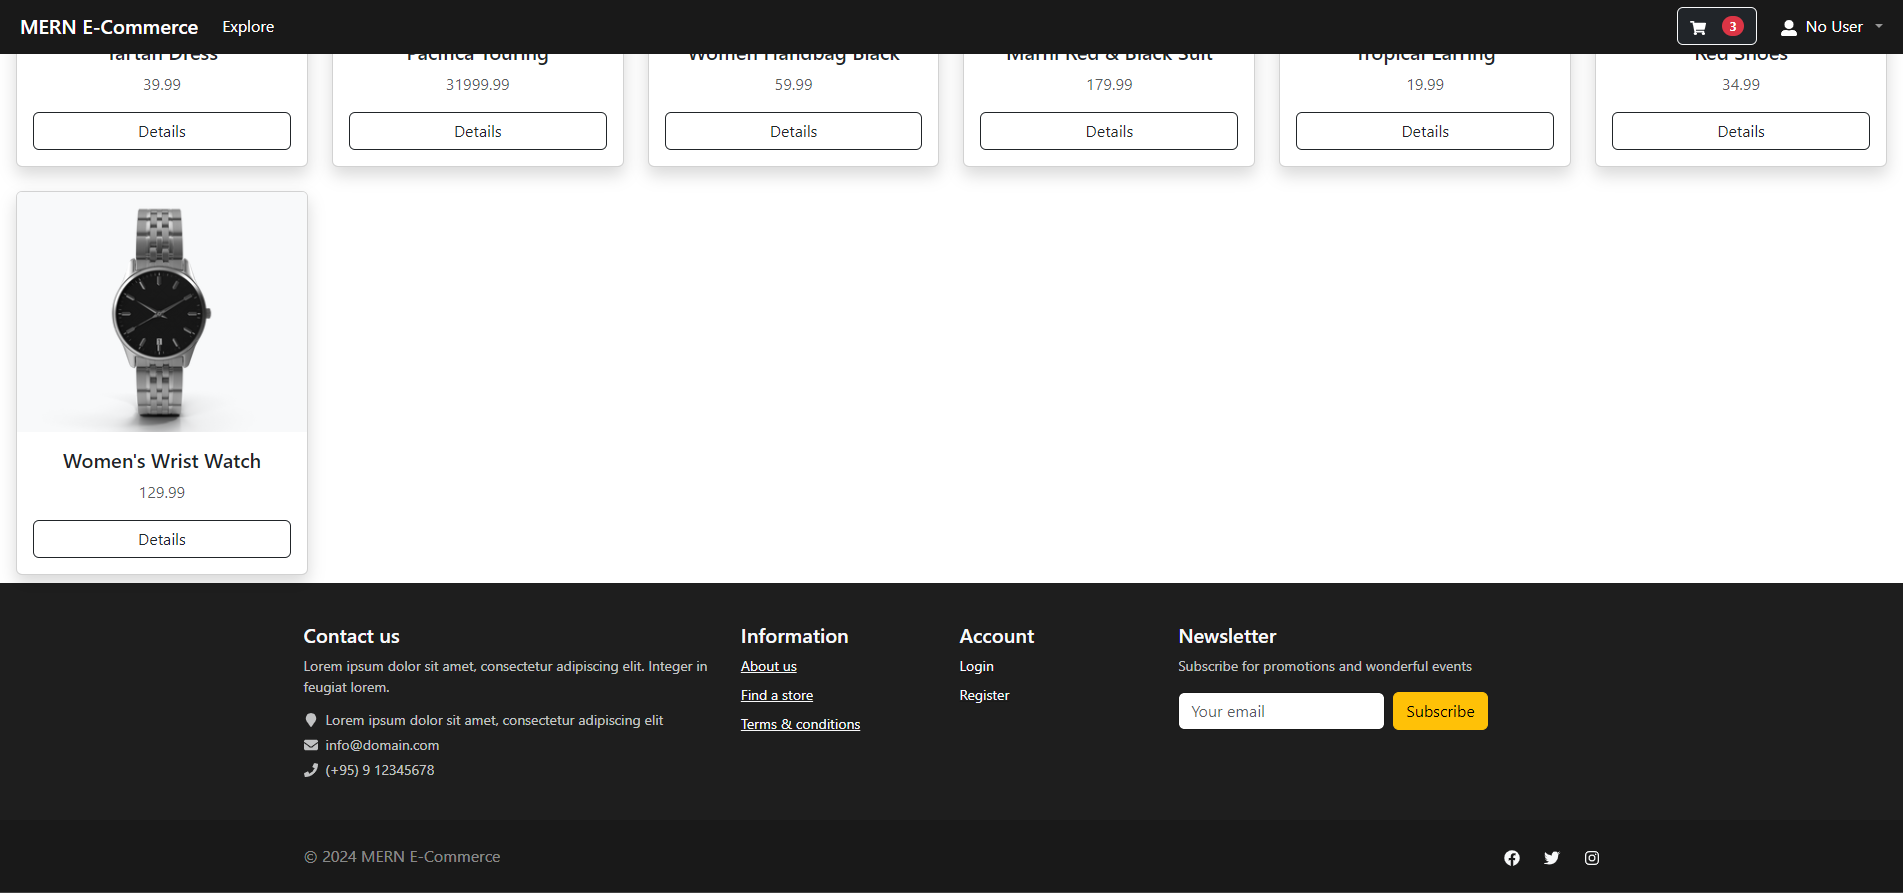 MERN E-Commerce Explore 3 No User
Tartan Dress Pacifica Touring Women Handbag Black Marni Red & Black Suit Tropical Earring Red Shoes
39.99 31999.99 59.99 179.99 19.99 34.99
Details Details Details Details Details Details
Women's Wrist Watch
129.99
Details
Contact us
Lorem ipsum dolor sit amet, consectetur adipiscing elit. Integer in
feugiat lorem.
Lorem ipsum dolor sit amet, consectetur adipiscing elit
info@domain.com
(+95) 9 12345678
Information
About us
Find a store
Terms & conditions
Account
Login
Register
Newsletter
Subscribe for promotions and wonderful events
Your email Subscribe
© 2024 MERN E-Commerce